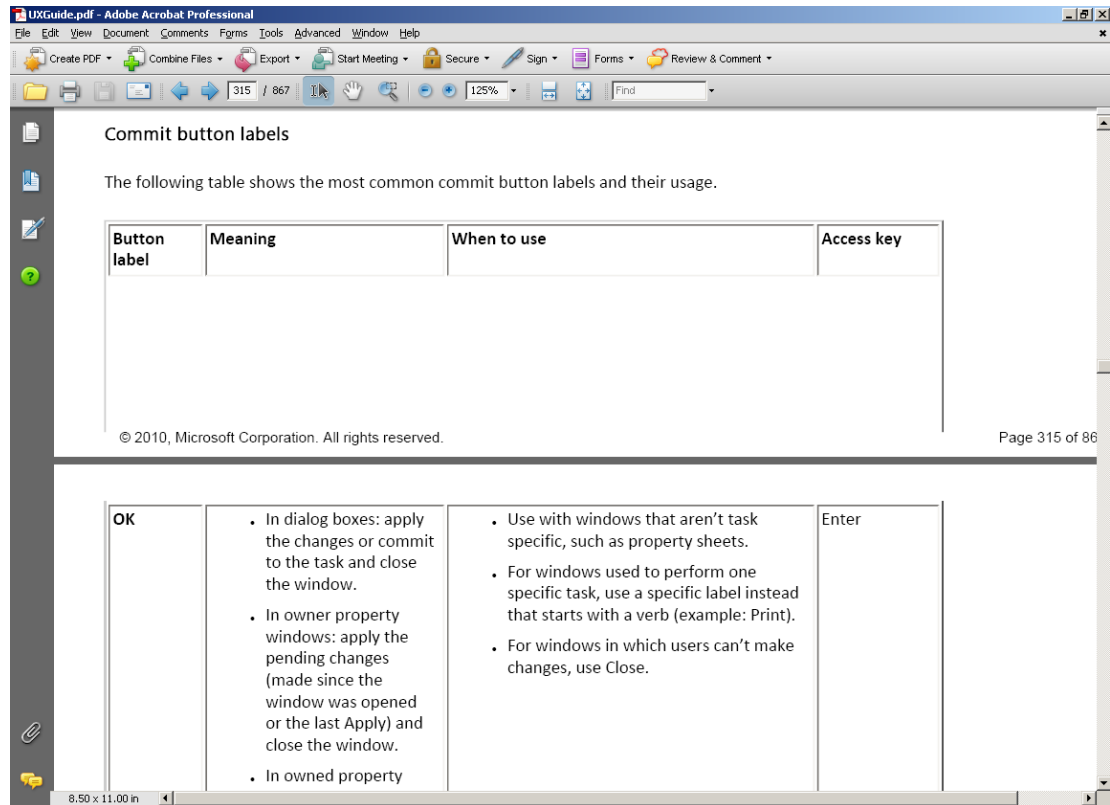 UXGuide.pdf - Adobe Acrobat Professional
File Edit View Document Comments Forms Tools Advanced Window Help
Create PDF Combine Files Export Start Meeting Secure Sign Forms Review & Comment
315 / 867 125% Find
Commit button labels
The following table shows the most common commit button labels and their usage.
Button label
Meaning
When to use
Access key
© 2010, Microsoft Corporation. All rights reserved.
Page 315 of 86
OK
• In dialog boxes: apply
the changes or commit
to the task and close
the window.
• In owner property
windows: apply the
pending changes
(made since the
window was opened
or the last Apply) and
close the window.
• In owned property
• Use with windows that aren't task
specific, such as property sheets.
• For windows used to perform one
specific task, use a specific label instead
that starts with a verb (example: Print).
• For windows in which users can't make
changes, use Close.
Enter
8.50 x 11.00 in